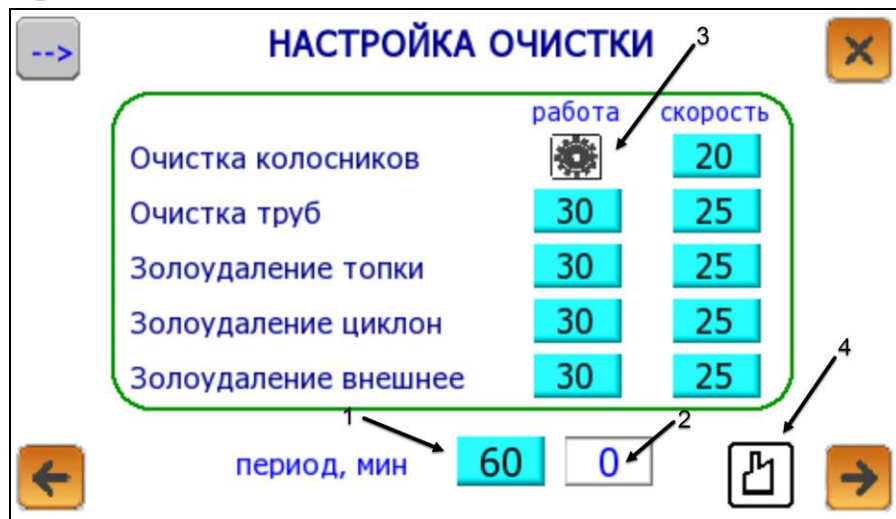 --> НАСТРОЙКА ОЧИСТКИ 3
работа скорость
Очистка колосников 20
Очистка труб 30 25
Золоудаление топки 30 25
Золоудаление циклон 30 25
Золоудаление внешнее 30 25
4
1 2
период, мин 60 0